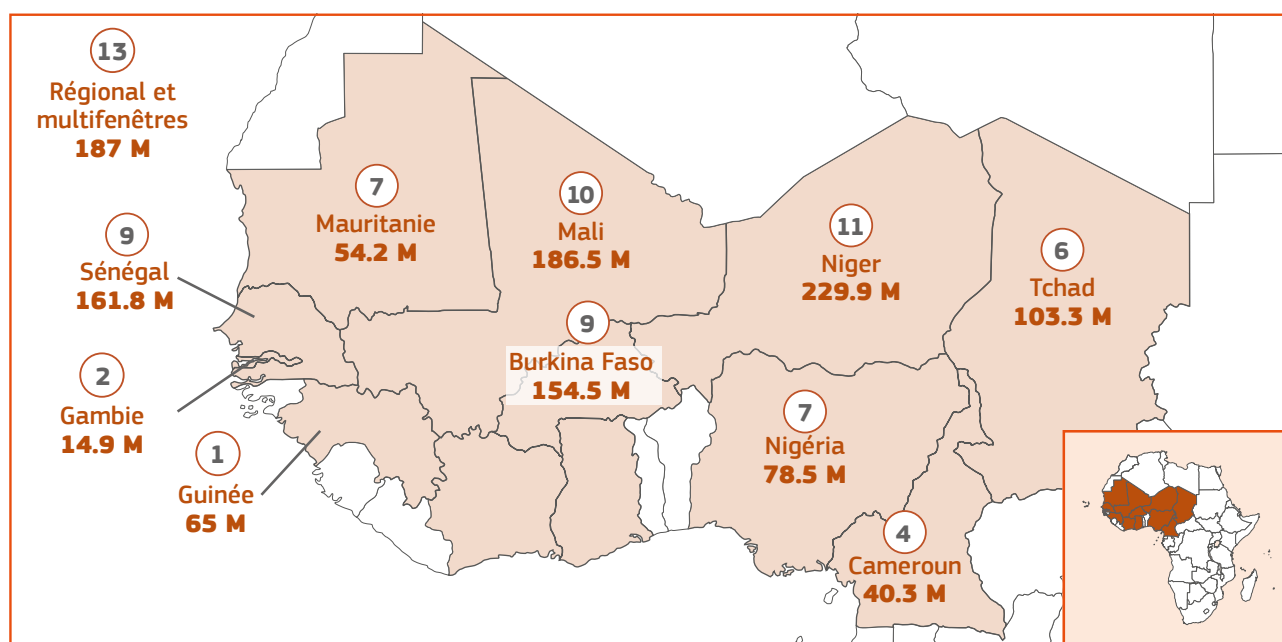 13
Régional et
multifenêtres
187 M
7
Mauritanie
54.2 M
10
Mali
186.5 M
11
Niger
229.9 M
6
Tchad
103.3 M
9
Sénégal
161.8 M
9
Burkina Faso
154.5 M
2
Gambie
14.9 M
7
Nigéria
78.5 M
1
Guinée
65 M
4
Cameroun
40.3 M